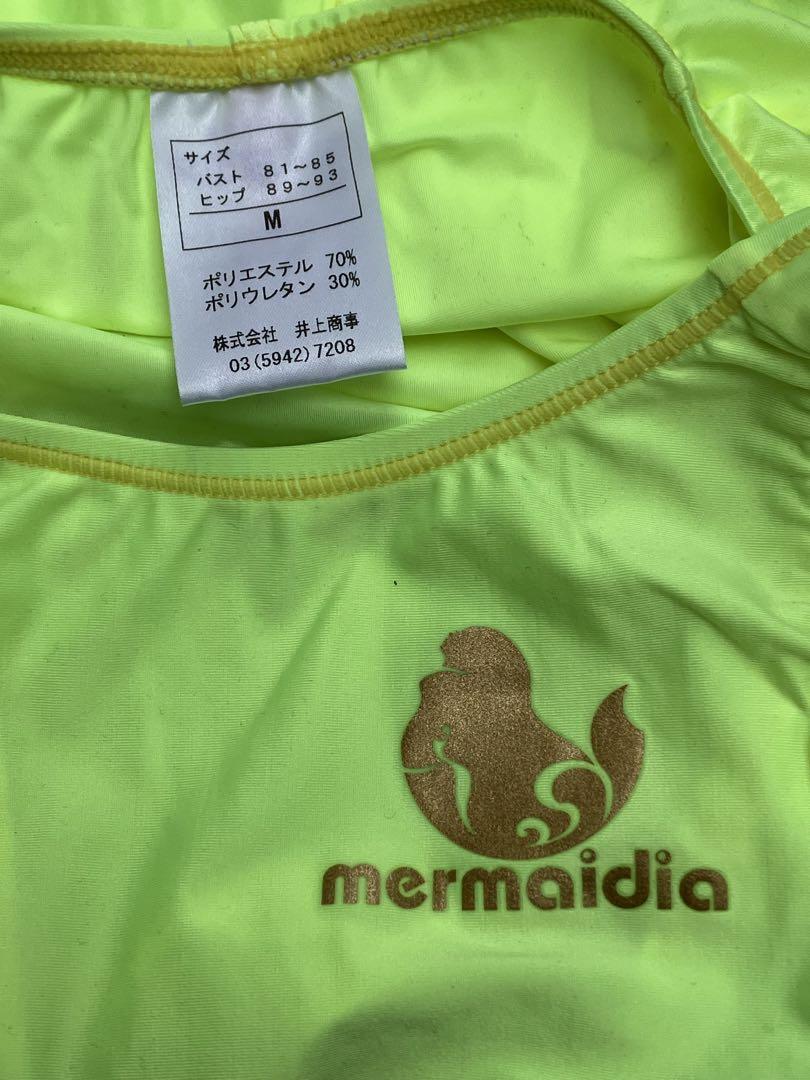 サイズ
バスト 81～85
ヒップ 89～93
M
ポリエステル 70%
ポリウレタン 30%
株式会社 井上商事
03(5942)7208
mermaidia